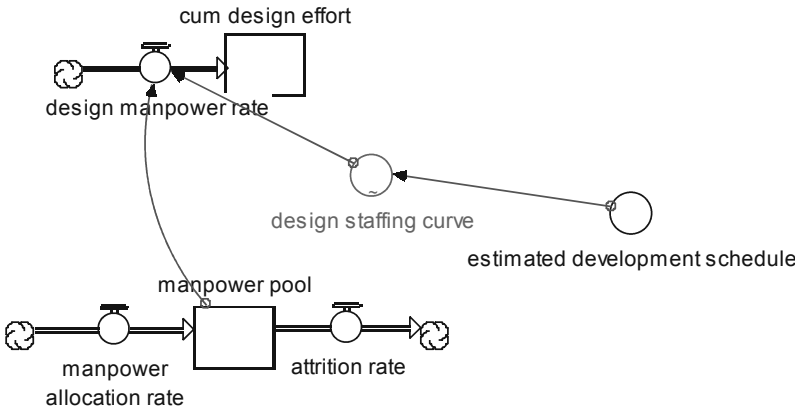 cum design effort
design manpower rate
~
design staffing curve
estimated development schedule
manpower pool
manpower
allocation rate
attrition rate